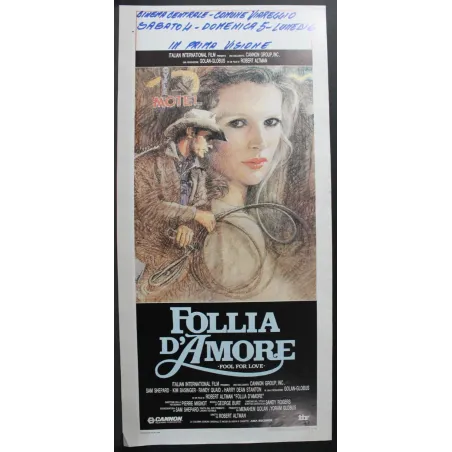 CINEMA CENTRALE - COMUNE VIAREGGIO
SABATO 4 - DOMENICA 5 - LUNEDÌ
IN PRIMA VISIONE
ITALIAN INTERNATIONAL FILM CANNON GROUP, INC.
GOLAN-GLOBUS ROBERT ALTMAN
MOTEL
FOLLIA
D'AMORE
·FOOL FOR LOVE·
ITALIAN INTERNATIONAL FILM CANNON GROUP, INC.
GOLAN-GLOBUS
SAM SHEPARD · KIM BASINGER · RANDY QUAID · HARRY DEAN STANTON
ROBERT ALTMAN "FOLLIA D'AMORE"
PIERRE MIGNOT GEORGE BURT SANDY ROGERS
SAM SHEPARD MENAHEM GOLAN · YORAM GLOBUS
ROBERT ALTMAN
CANNON